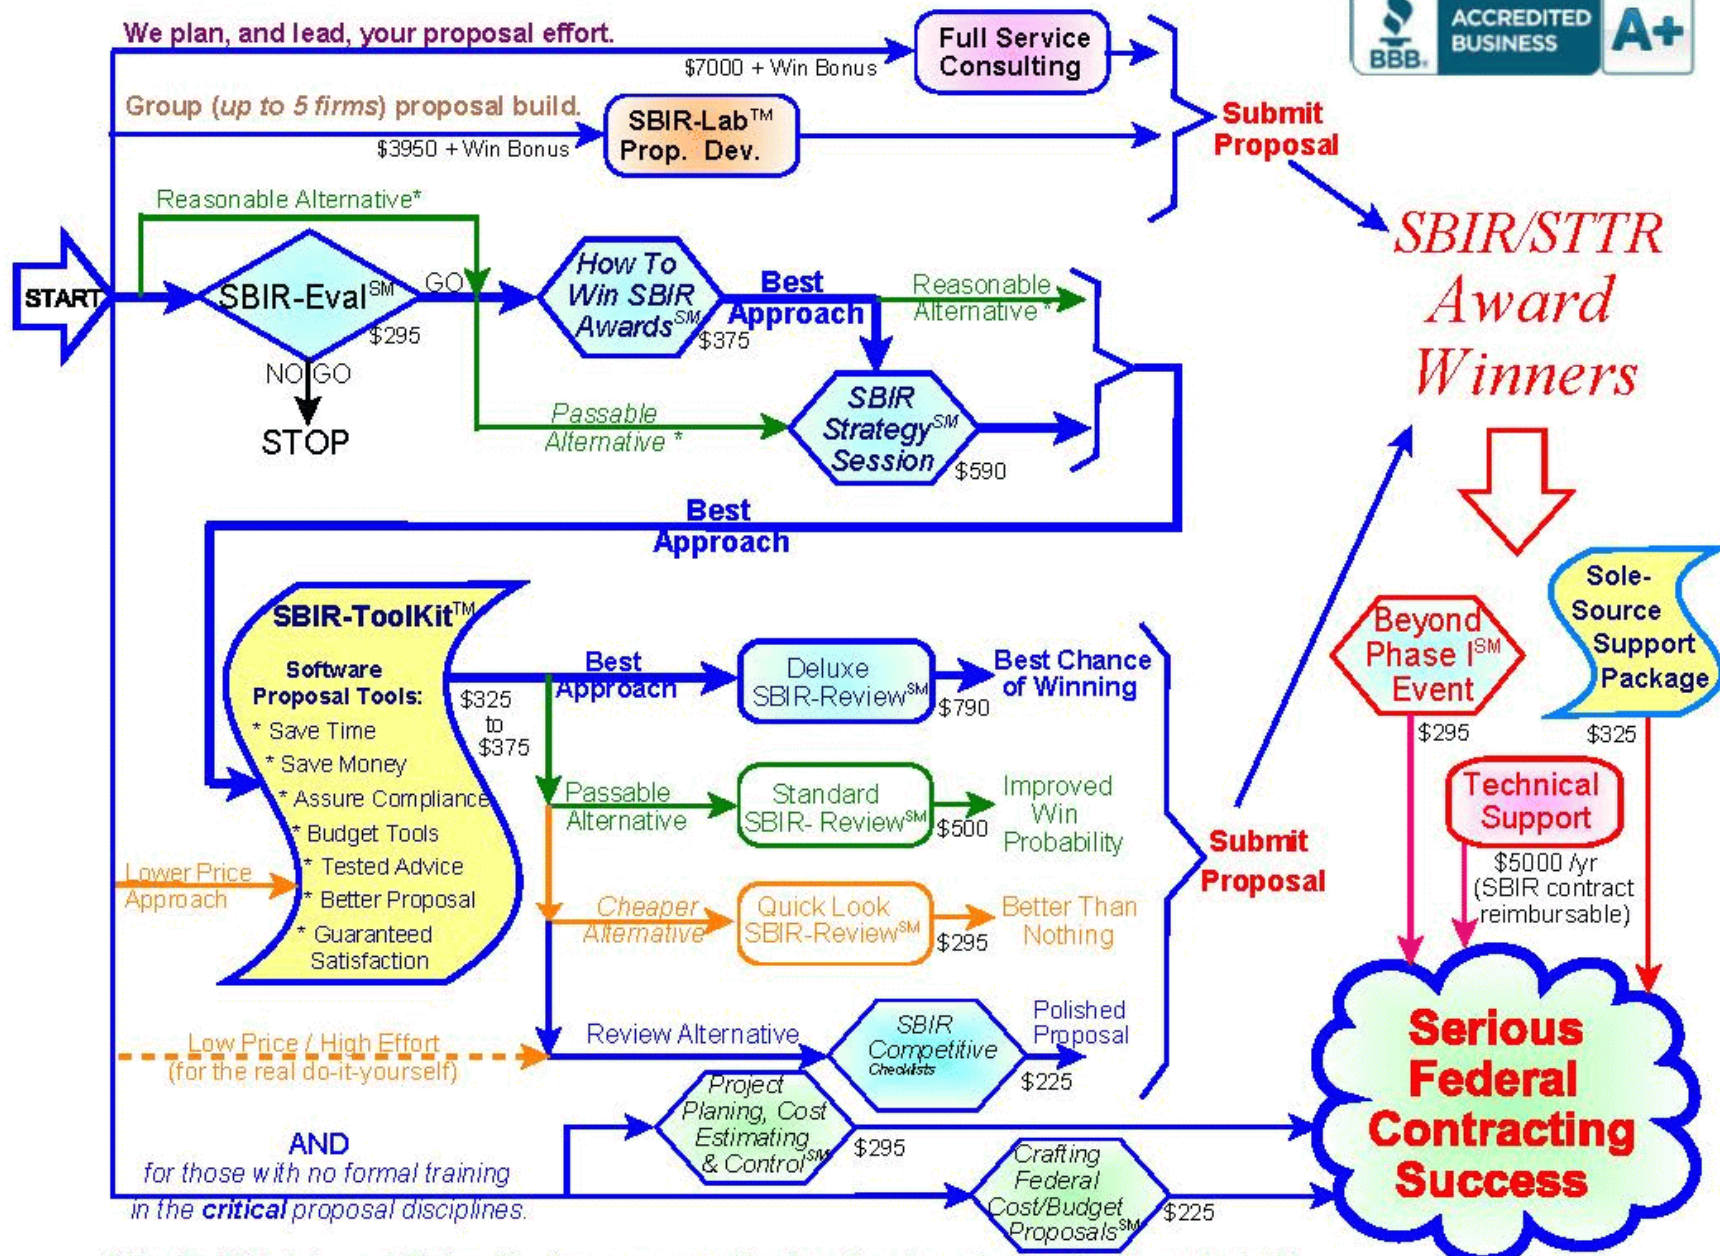 We plan, and lead, your proposal effort.
$7000 + Win Bonus
Full Service
Consulting
BBB.
ACCREDITED
BUSINESS
A+
Group (up to 5 firms) proposal build.
$3950 + Win Bonus
SBIR-Lab™
Prop. Dev.
Submit
Proposal
Reasonable Alternative*
START
SBIR-Eval℠
$295
GO
NO GO
STOP
How To
Win SBIR
Awards℠
$375
Best
Approach
Reasonable
Alternative *
Passable
Alternative *
SBIR
Strategy℠
Session
$590
SBIR/STTR
Award
Winners
Best
Approach
SBIR-ToolKit™
Software
Proposal Tools:
* Save Time
* Save Money
* Assure Compliance
* Budget Tools
* Tested Advice
* Better Proposal
* Guaranteed
Satisfaction
$325
to
$375
Lower Price
Approach
Best
Approach
Deluxe
SBIR-Review℠
$790
Best Chance
of Winning
Passable
Alternative
Standard
SBIR- Review℠
$500
Improved
Win
Probability
Cheaper
Alternative
Quick Look
SBIR-Review℠
$295
Better Than
Nothing
Submit
Proposal
Low Price / High Effort
(for the real do-it-yourself)
Review Alternative
SBIR
Competitive
Checklists
$225
Polished
Proposal
AND
for those with no formal training
in the critical proposal disciplines.
Project
Planing, Cost
Estimating
& Control℠
$295
Crafting
Federal
Cost/Budget
Proposals℠
$225
Beyond
Phase I℠
Event
$295
Sole-
Source
Support
Package
$325
Technical
Support
$5000 /yr
(SBIR contract
reimbursable)
Serious
Federal
Contracting
Success